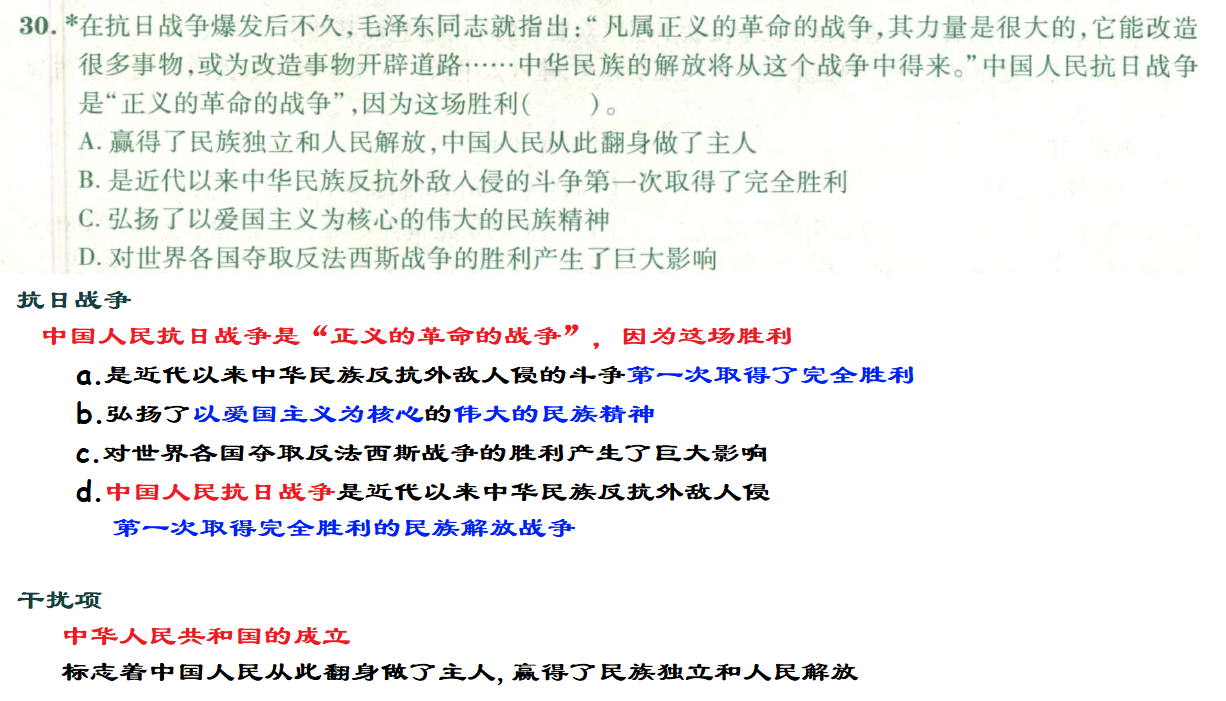 30.*在抗日战争爆发后不久,毛泽东同志就指出:“凡属正义的革命的战争,其力量是很大的,它能改造
很多事物,或为改造事物开辟道路……中华民族的解放将从这个战争中得来。”中国人民抗日战争
是“正义的革命的战争”,因为这场胜利(  )。
A. 赢得了民族独立和人民解放,中国人民从此翻身做了主人
B. 是近代以来中华民族反抗外敌入侵的斗争第一次取得了完全胜利
C. 弘扬了以爱国主义为核心的伟大的民族精神
D. 对世界各国夺取反法西斯战争的胜利产生了巨大影响
抗日战争
中国人民抗日战争是“正义的革命的战争”，因为这场胜利
a.是近代以来中华民族反抗外敌入侵的斗争第一次取得了完全胜利
b.弘扬了以爱国主义为核心的伟大的民族精神
c.对世界各国夺取反法西斯战争的胜利产生了巨大影响
d.中国人民抗日战争是近代以来中华民族反抗外敌入侵
第一次取得完全胜利的民族解放战争
干扰项
中华人民共和国的成立
标志着中国人民从此翻身做了主人,赢得了民族独立和人民解放